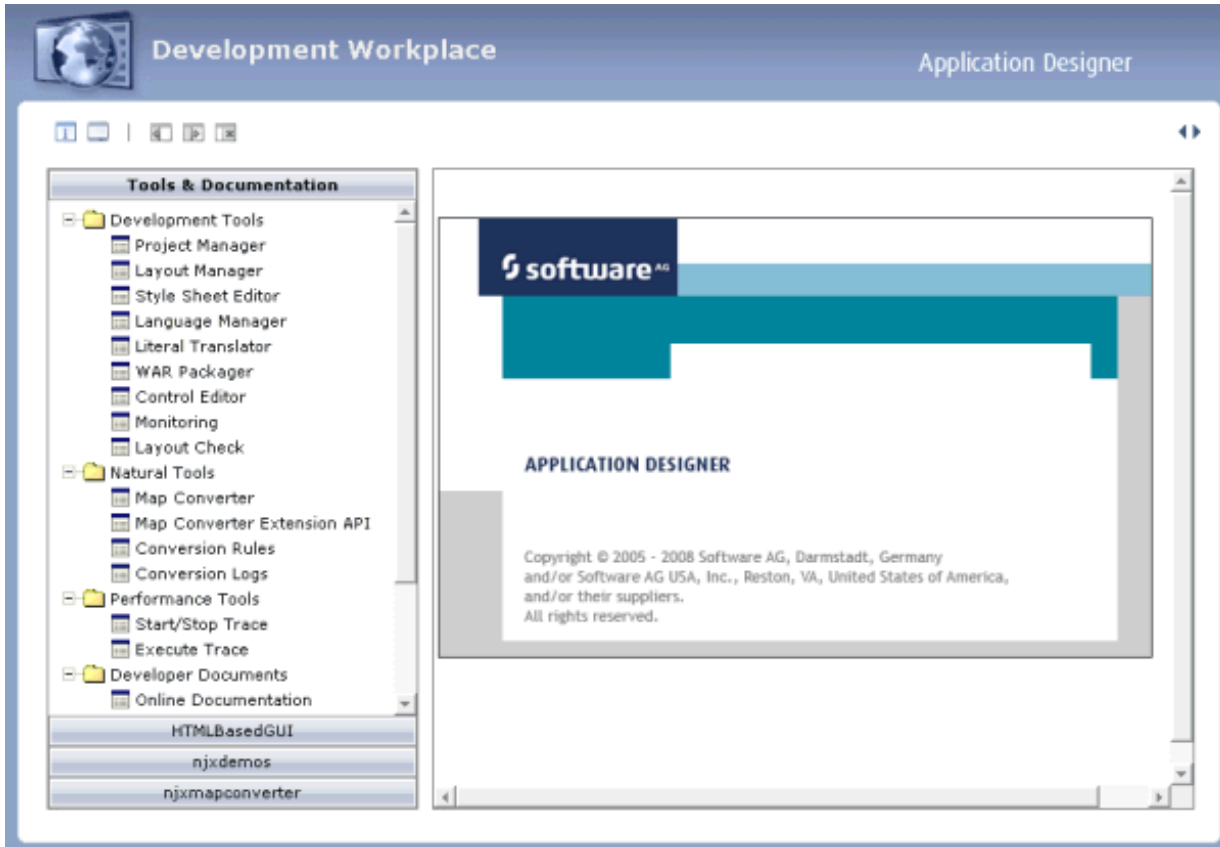 Development Workplace
Application Designer
Tools & Documentation
Development Tools
Project Manager
Layout Manager
Style Sheet Editor
Language Manager
Literal Translator
WAR Packager
Control Editor
Monitoring
Layout Check
Natural Tools
Map Converter
Map Converter Extension API
Conversion Rules
Conversion Logs
Performance Tools
Start/Stop Trace
Execute Trace
Developer Documents
Online Documentation
HTMLBasedGUI
njxdemos
njxmapconverter
software AG
APPLICATION DESIGNER
Copyright © 2005 - 2008 Software AG, Darmstadt, Germany
and/or Software AG USA, Inc., Reston, VA, United States of America,
and/or their suppliers.
All rights reserved.